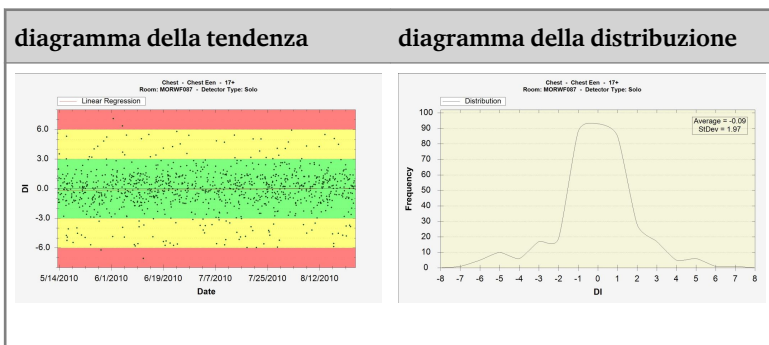 diagramma della tendenza
diagramma della distribuzione
Chest - Chest Een - 17+
Room: MORWF087 - Detector Type: Solo
Linear Regression
6.0
3.0
0.0
-3.0
-6.0
DI
5/14/2010 6/1/2010 6/19/2010 7/7/2010 7/25/2010 8/12/2010
Date
Chest - Chest Een - 17+
Room: MORWF087 - Detector Type: Solo
Distribution
Average = -0.09
StDev = 1.97
100
90
80
70
60
50
40
30
20
10
0
Frequency
-8 -7 -6 -5 -4 -3 -2 -1 0 1 2 3 4 5 6 7 8
DI